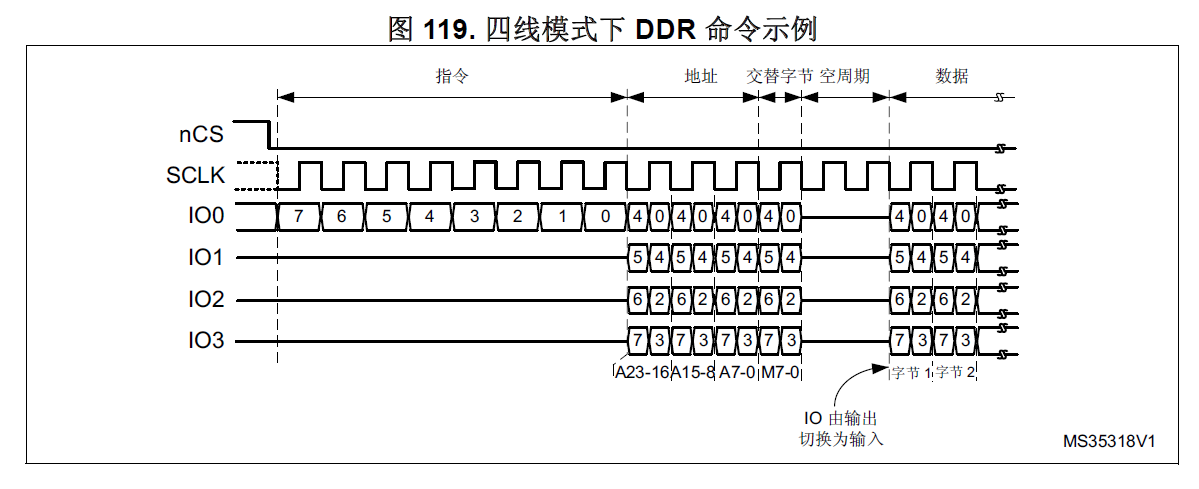 图 119. 四线模式下 DDR 命令示例
指令 地址 交替字节 空周期 数据
nCS
SCLK
IO0 7 6 5 4 3 2 1 0 4 0 4 0 4 0 4 0 4 0 4 0
IO1 5 4 5 4 5 4 5 4 5 4 5 4
IO2 6 2 6 2 6 2 6 2 6 2 6 2
IO3 7 3 7 3 7 3 7 3 7 3 7 3
A23-16 A15-8 A7-0 M7-0 字节 1 字节 2
IO 由输出
切换为输入
MS35318V1